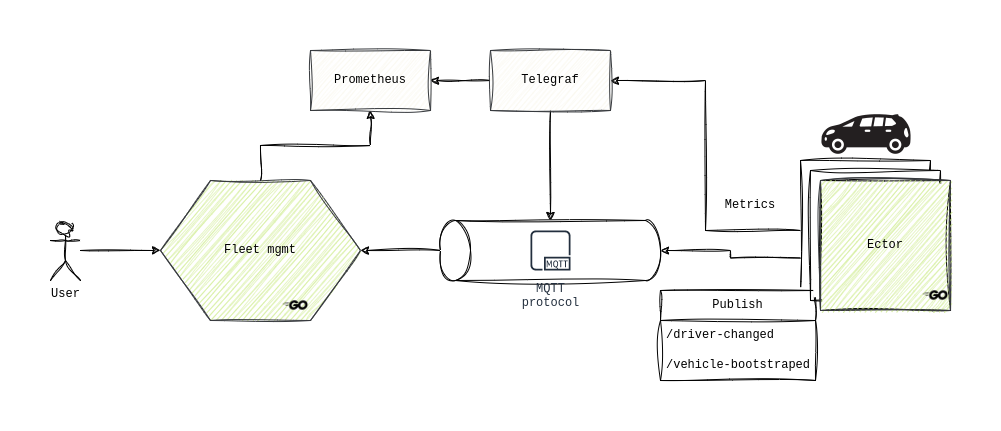 Prometheus
Telegraf
Metrics
User
Fleet mgmt
GO
MQTT
MQTT
protocol
Ector
GO
Publish
/driver-changed
/vehicle-bootstraped